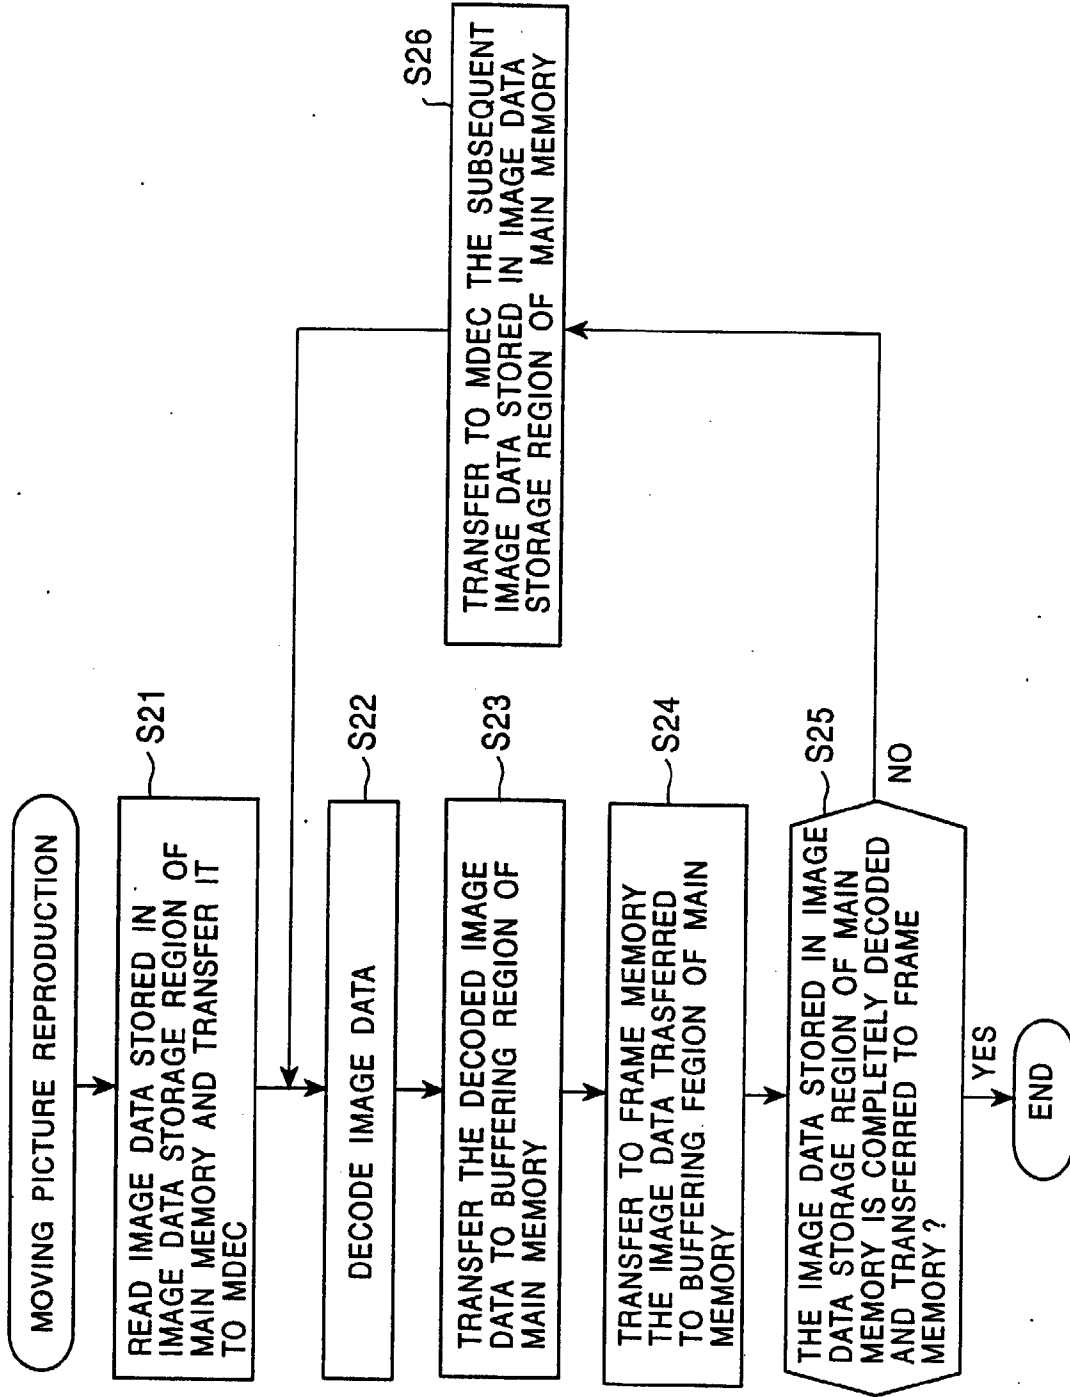 MOVING PICTURE REPRODUCTION
S21
READ IMAGE DATA STORED IN
IMAGE DATA STORAGE REGION OF
MAIN MEMORY AND TRANSFER IT
TO MDEC
S22
DECODE IMAGE DATA
S23
TRANSFER THE DECODED IMAGE
DATA TO BUFFERING REGION OF
MAIN MEMORY
S24
TRANSFER TO FRAME MEMORY
THE IMAGE DATA TRASFERRED
TO BUFFERING FEGION OF MAIN
MEMORY
S25
THE IMAGE DATA STORED IN IMAGE
DATA STORAGE REGION OF MAIN
MEMORY IS COMPLETELY DECODED
AND TRANSFERRED TO FRAME
MEMORY?
NO
YES
END
S26
TRANSFER TO MDEC THE SUBSEQUENT
IMAGE DATA STORED IN IMAGE DATA
STORAGE REGION OF MAIN MEMORY